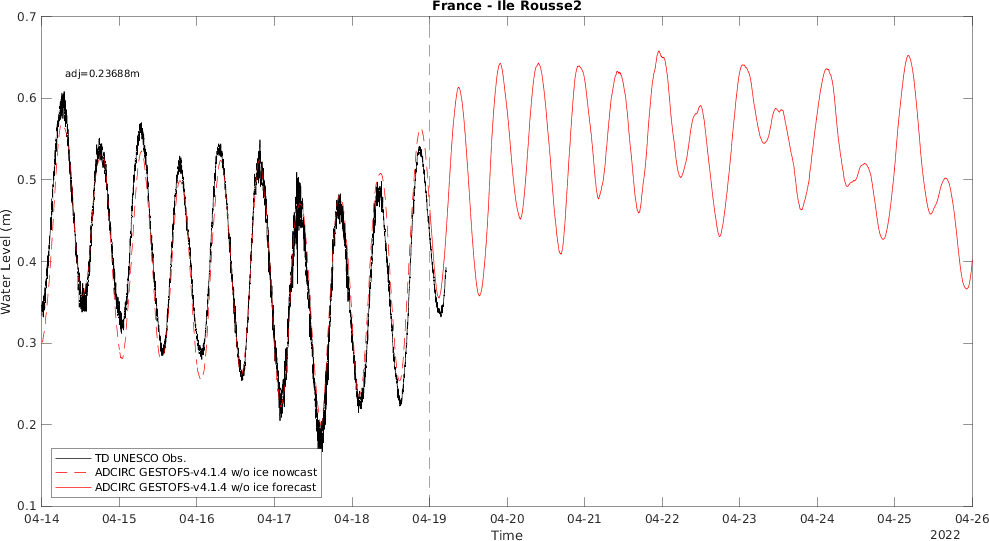 France - Ile Rousse2
adj=0.23688m
Water Level (m)
0.7
0.6
0.5
0.4
0.3
0.2
0.1
TD UNESCO Obs.
ADCIRC GESTOFS-v4.1.4 w/o ice nowcast
ADCIRC GESTOFS-v4.1.4 w/o ice forecast
04-14 04-15 04-16 04-17 04-18 04-19 04-20 04-21 04-22 04-23 04-24 04-25 04-26
Time
2022